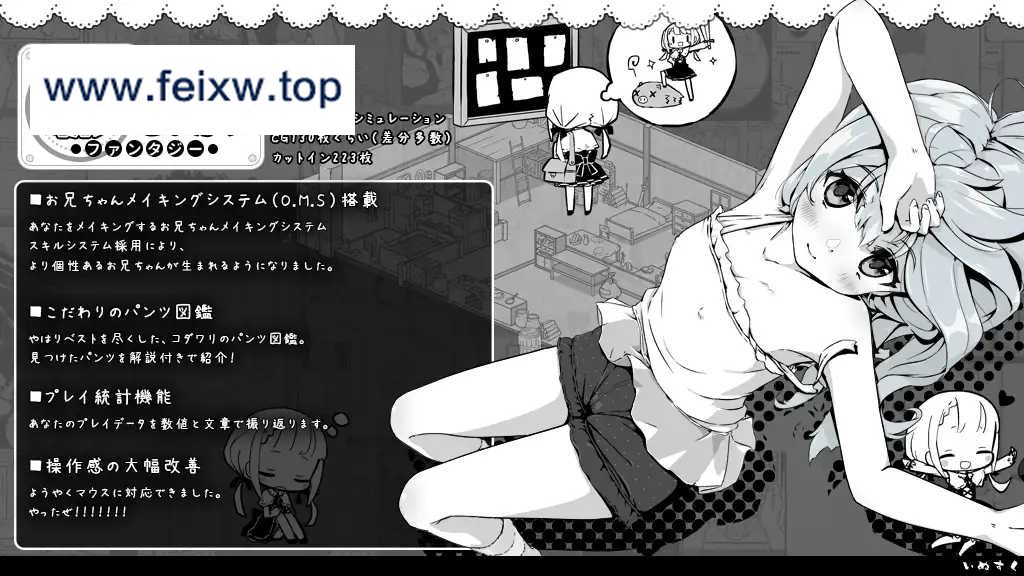 www.feixw.top
ファンタジー
ミュレーション
(差分多数)
カットイン223枚
■お兄ちゃんメイキングシステム(O.M.S)搭載
あなたをメイキングするお兄ちゃんメイキングシステム
スキルシステム採用により、
より個性あるお兄ちゃんが生まれるようになりました。
■こだわりのパンツ図鑑
やはりベストを尽くした、コダワリのパンツ図鑑。
見つけたパンツを解説付きで紹介!
■プレイ統計機能
あなたのプレイデータを数値と文章で振り返ります。
■操作感の大幅改善
ようやくマウスに対応できました。
やったぜ!!!!!!!
いめすく